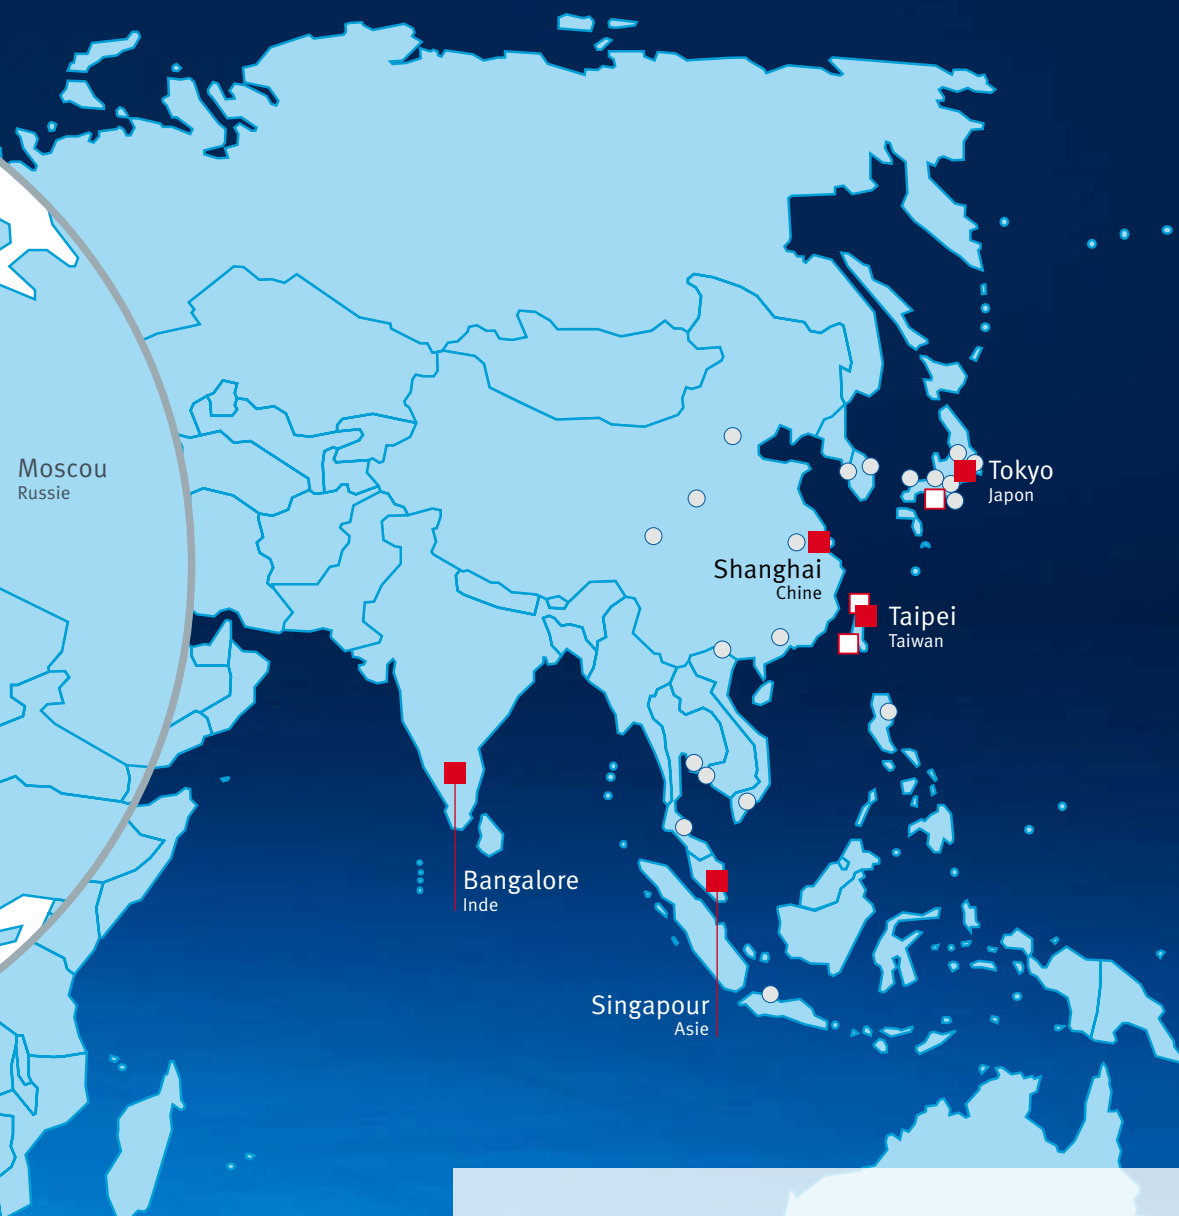 Moscou
Russie
Tokyo
Japon
Shanghai
Chine
Taipei
Taiwan
Bangalore
Inde
Singapour
Asie